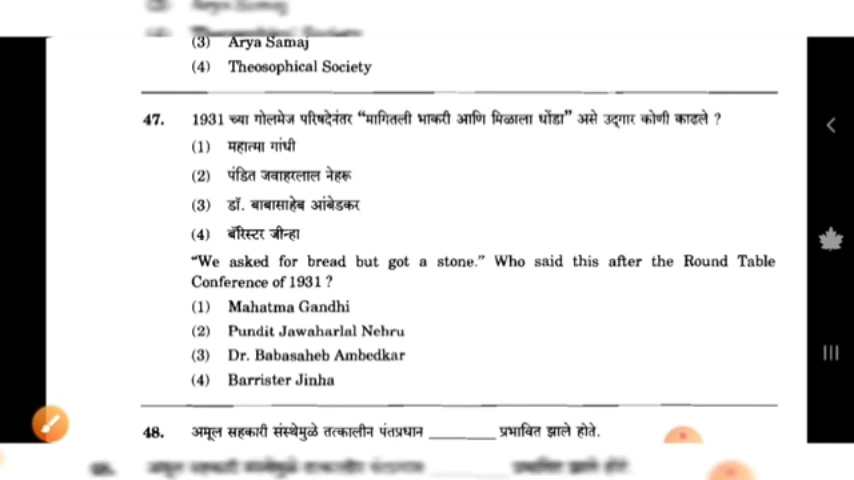 (3) Arya Samaj
(4) Theosophical Society
47. 1931 च्या गोलमेज परिषदेनंतर “मागितली भाकरी आणि मिळाला धोंडा” असे उद्‌गार कोणी काढले ?
(1) महात्मा गांधी
(2) पंडित जवाहरलाल नेहरू
(3) डॉ. बाबासाहेब आंबेडकर
(4) बॅरिस्टर जीन्हा
“We asked for bread but got a stone.” Who said this after the Round Table
Conference of 1931 ?
(1) Mahatma Gandhi
(2) Pundit Jawaharlal Nehru
(3) Dr. Babasaheb Ambedkar
(4) Barrister Jinha
48. अमूल सहकारी संस्थेमुळे तत्कालीन पंतप्रधान ________ प्रभावित झाले होते.